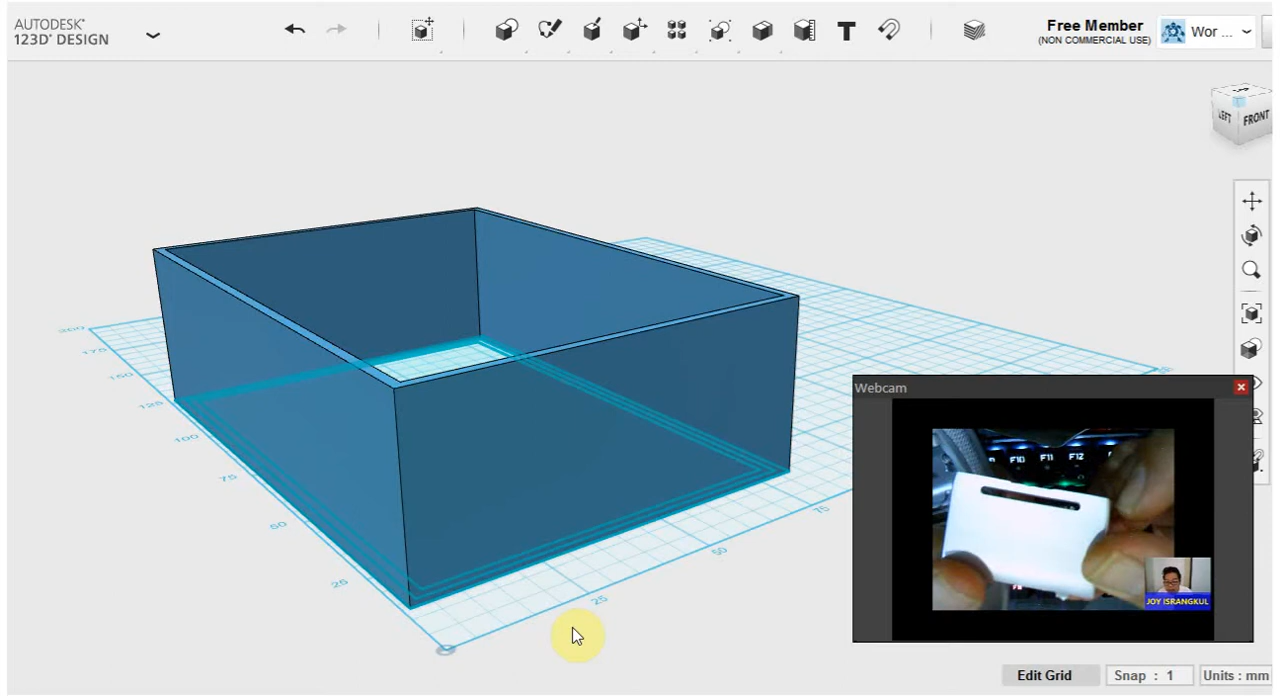 AUTODESK®
123D® DESIGN
T
Free Member
(NON COMMERCIAL USE)
Wor ...
LEFT
FRONT
200
175
150
125
100
75
50
25
25
50
75
Webcam
F10
F11
F12
JOY ISRANGKUL
Edit Grid
Snap : 1
Units : mm